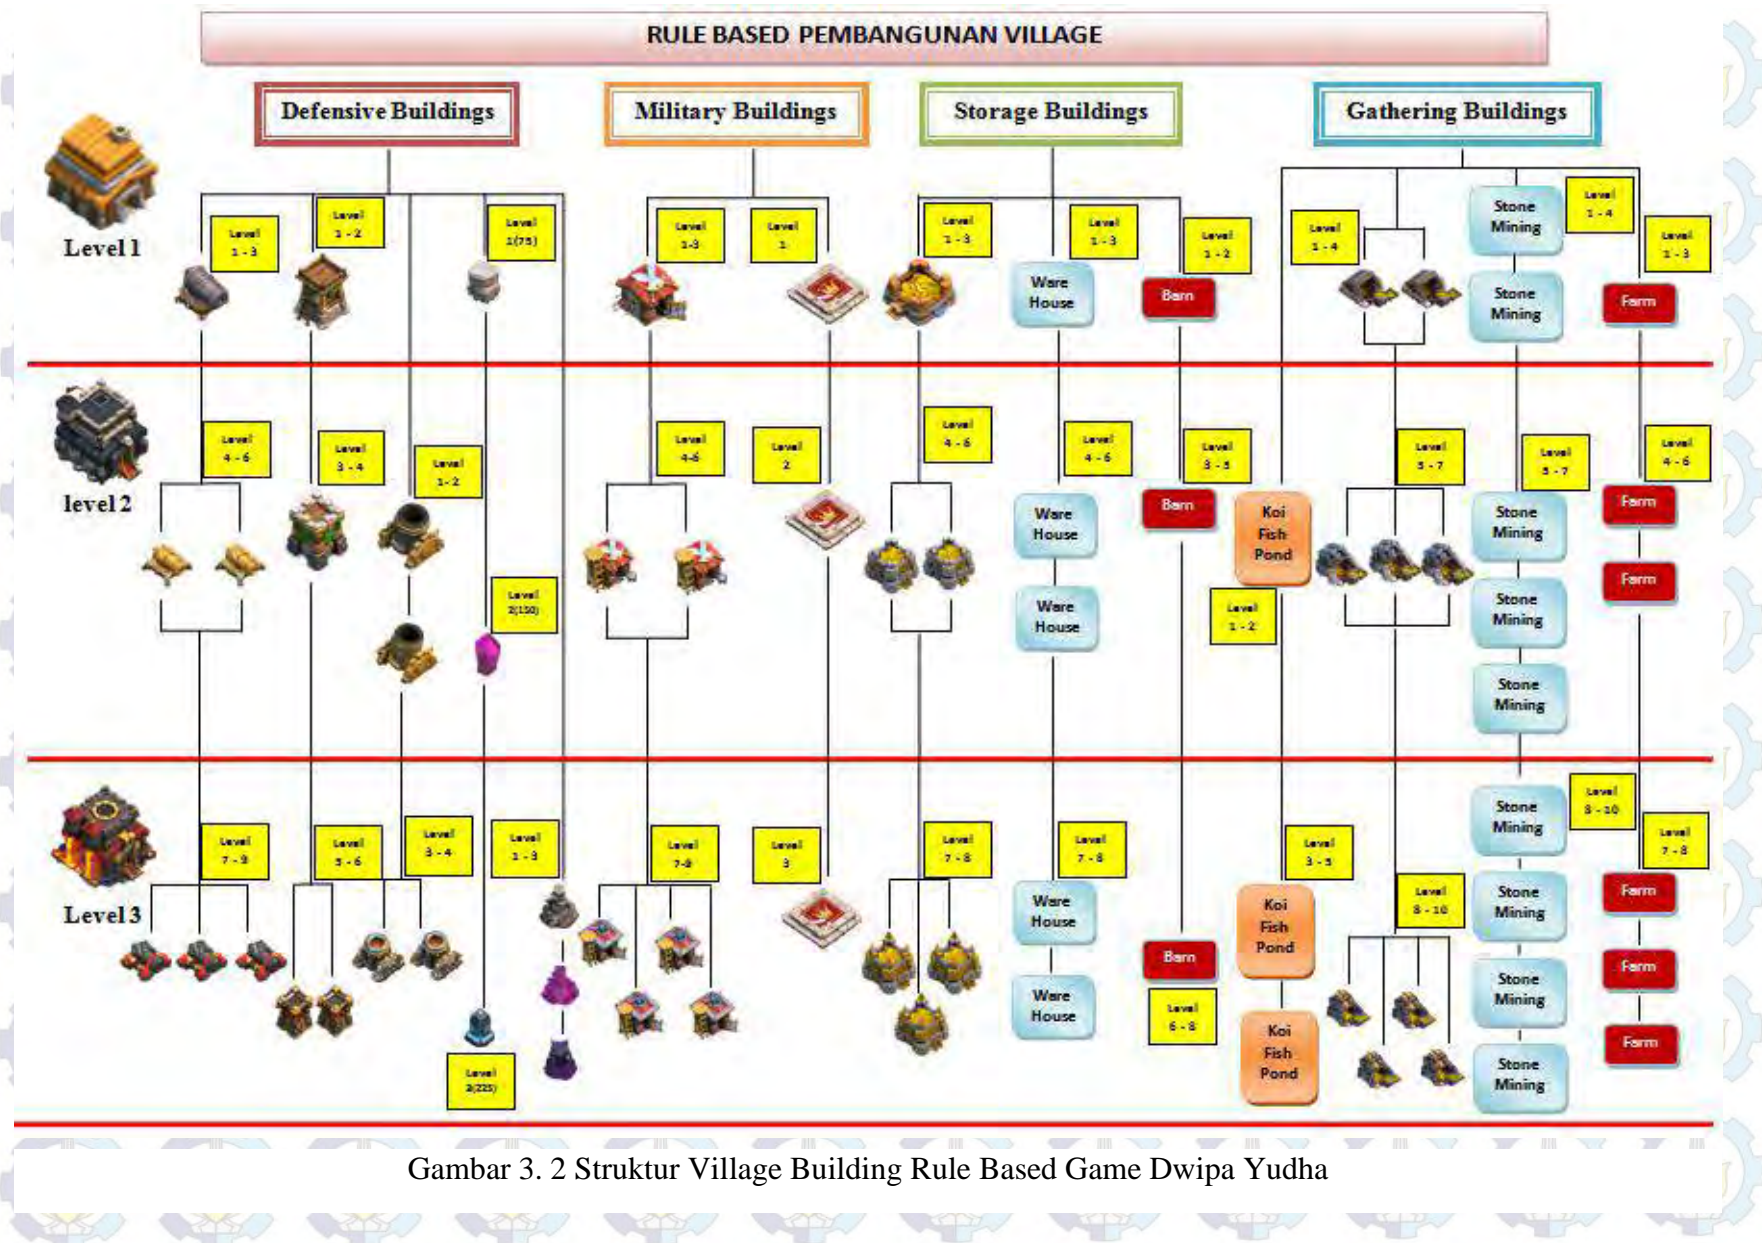 RULE BASED PEMBANGUNAN VILLAGE
Defensive Buildings
Military Buildings
Storage Buildings
Gathering Buildings
Level 1
Level
1 - 3
Level
1 - 2
Level
1(75)
Level
1-3
Level
1
Level
1 - 3
Level
1 - 3
Level
1 - 2
Level
1 - 4
Stone
Mining
Level
1 - 4
Level
1 - 3
Ware
House
Barn
Stone
Mining
Farm
level 2
Level
4 - 6
Level
3 - 4
Level
1 - 2
Level
2(150)
Level
4-6
Level
2
Level
4 - 6
Level
4 - 6
Level
3 - 5
Level
5 - 7
Level
5 - 7
Level
4 - 6
Ware
House
Ware
House
Barn
Koi
Fish
Pond
Level
1 - 2
Stone
Mining
Stone
Mining
Stone
Mining
Farm
Farm
Level 3
Level
7 - 9
Level
5 - 6
Level
3 - 4
Level
1 - 3
Level
3(225)
Level
7-9
Level
3
Level
7 - 8
Level
7 - 8
Level
3 - 5
Level
8 - 10
Level
8 - 10
Level
7 - 8
Ware
House
Ware
House
Barn
Level
6 - 8
Koi
Fish
Pond
Koi
Fish
Pond
Stone
Mining
Stone
Mining
Stone
Mining
Stone
Mining
Farm
Farm
Farm
Gambar 3. 2 Struktur Village Building Rule Based Game Dwipa Yudha